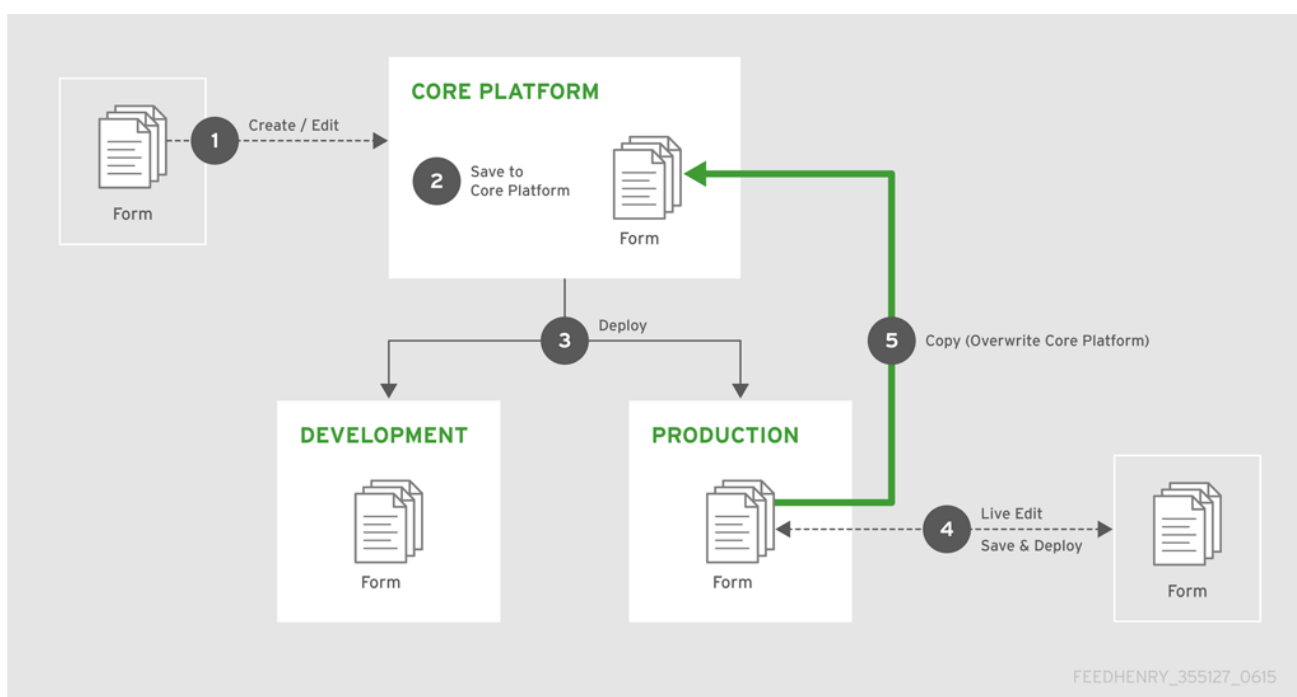 CORE PLATFORM
1
Create / Edit
Form
2
Save to
Core Platform
Form
3
Deploy
5
Copy (Overwrite Core Platform)
DEVELOPMENT
Form
PRODUCTION
Form
4
Live Edit
Save & Deploy
Form
FEEDHENRY_355127_0615